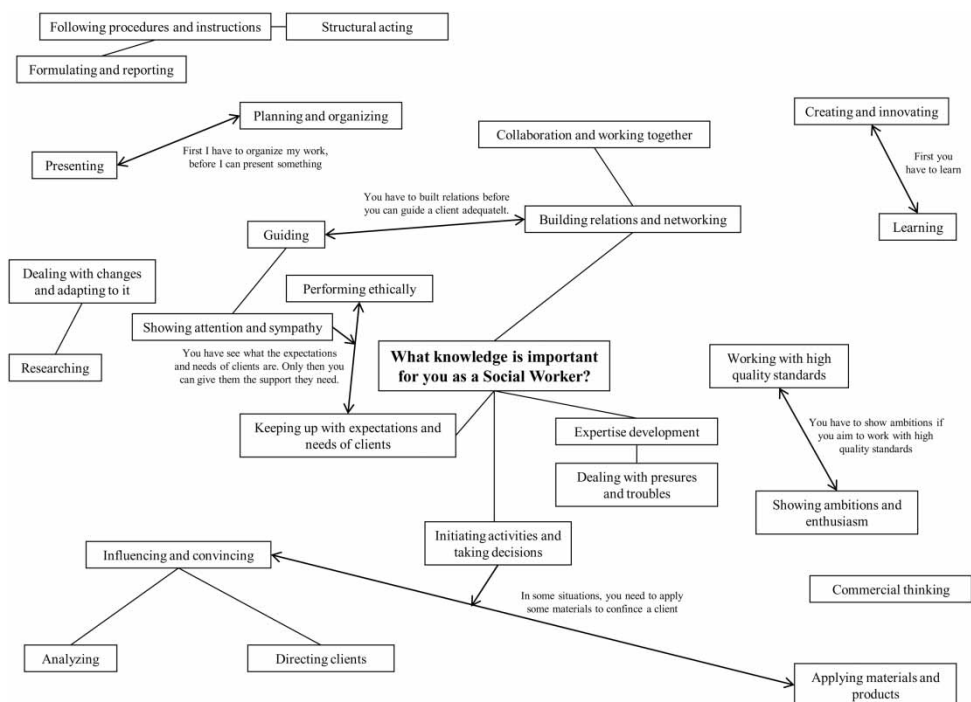 Following procedures and instructions
Structural acting
Formulating and reporting
Planning and organizing
Creating and innovating
Collaboration and working together
First I have to organize my work,
before I can present something
Presenting
First you
have to learn
You have to built relations before
you can guide a client adequatelt.
Building relations and networking
Learning
Guiding
Dealing with changes
and adapting to it
Performing ethically
Showing attention and sympathy
You have see what the expectations
and needs of clients are. Only then you
can give them the support they need.
Researching
What knowledge is important
for you as a Social Worker?
Working with high
quality standards
Keeping up with expectations and
needs of clients
Expertise development
You have to show ambitions if
you aim to work with high
quality standards
Dealing with presures
and troubles
Showing ambitions and
enthusiasm
Initiating activities and
taking decisions
Influencing and convincing
Commercial thinking
In some situations, you need to apply
some materials to confince a client
Analyzing
Directing clients
Applying materials and
products